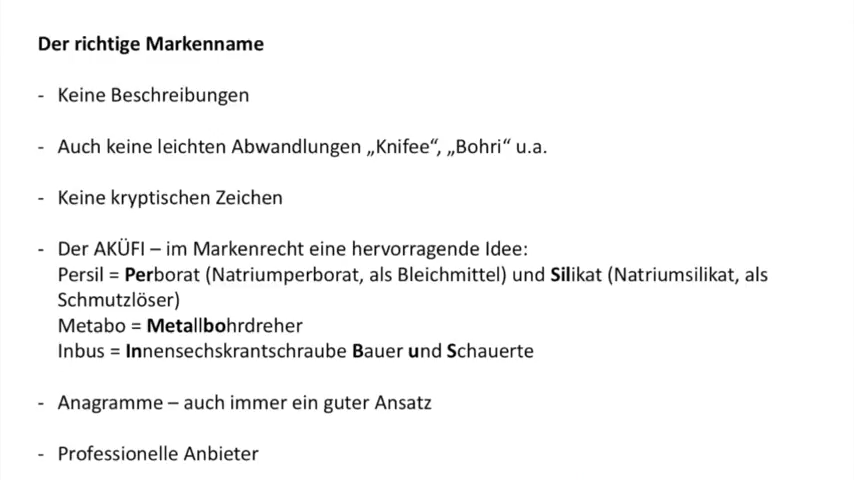 Der richtige Markenname
- Keine Beschreibungen
- Auch keine leichten Abwandlungen „Knifee“, „Bohri“ u.a.
- Keine kryptischen Zeichen
- Der AKÜFI – im Markenrecht eine hervorragende Idee:
Persil = Perborat (Natriumperborat, als Bleichmittel) und Silikat (Natriumsilikat, als
Schmutzlöser)
Metabo = Metallbohrdreher
Inbus = Innensechskrantschraube Bauer und Schauerte
- Anagramme – auch immer ein guter Ansatz
- Professionelle Anbieter